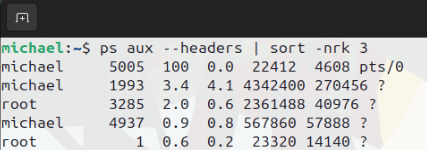 michael:~$ ps aux --headers | sort -nrk 3
michael     5005  100  0.0  22412  4608 pts/0
michael     1993  3.4  4.1 4342400 270456 ?
root        3285  2.0  0.6 2361488 40976 ?
michael     4937  0.9  0.8 567860 57888 ?
root           1  0.6  0.2  23320 14140 ?